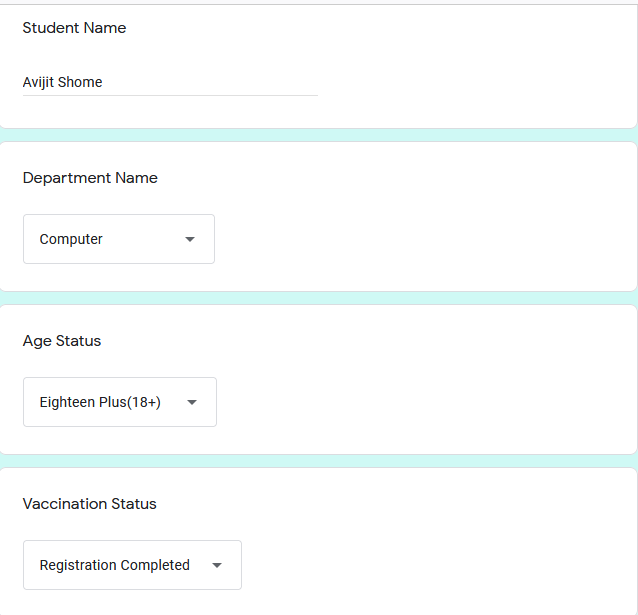 Student Name
Avijit Shome
Department Name
Computer
Age Status
Eighteen Plus(18+)
Vaccination Status
Registration Completed